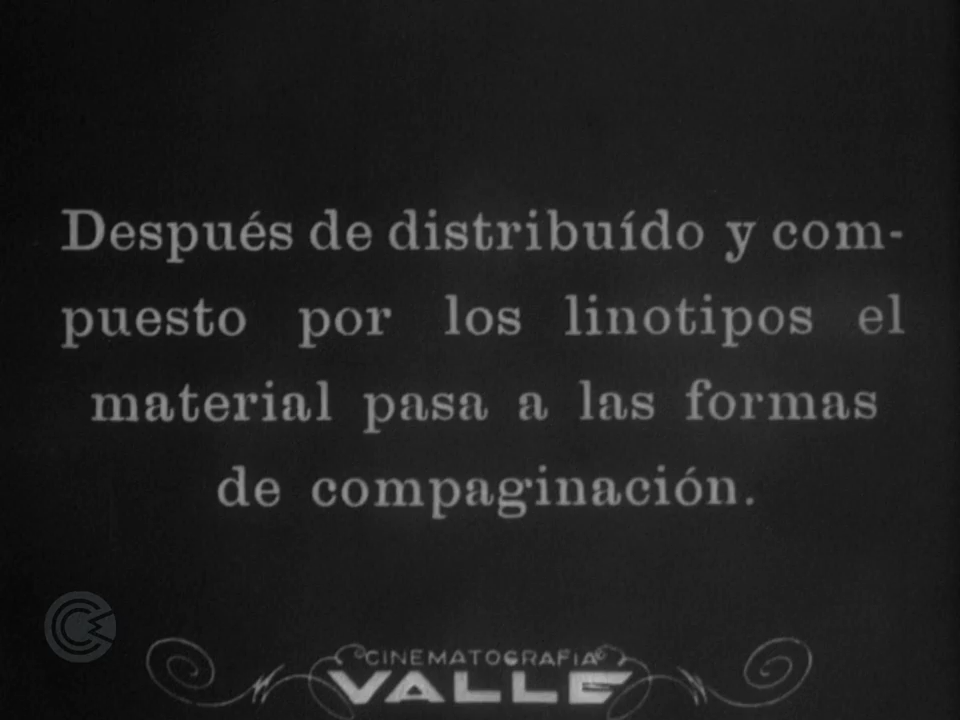 Después de distribuído y com-
puesto por los linotipos el
material pasa a las formas
de compaginación.
CINEMATOGRAFIA
VALLE